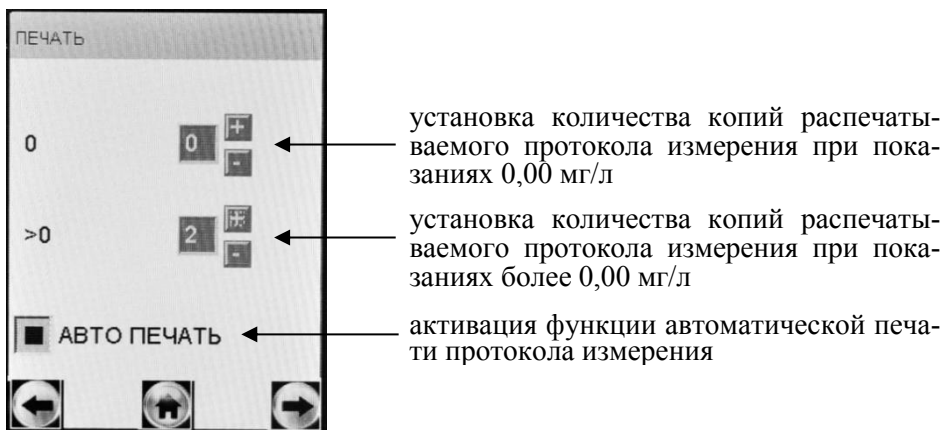 ПЕЧАТЬ
0
0
+
-
установка количества копий распечаты-
ваемого протокола измерения при пока-
заниях 0,00 мг/л
>0
2
+
-
установка количества копий распечаты-
ваемого протокола измерения при пока-
заниях более 0,00 мг/л
АВТО ПЕЧАТЬ
активация функции автоматической печа-
ти протокола измерения